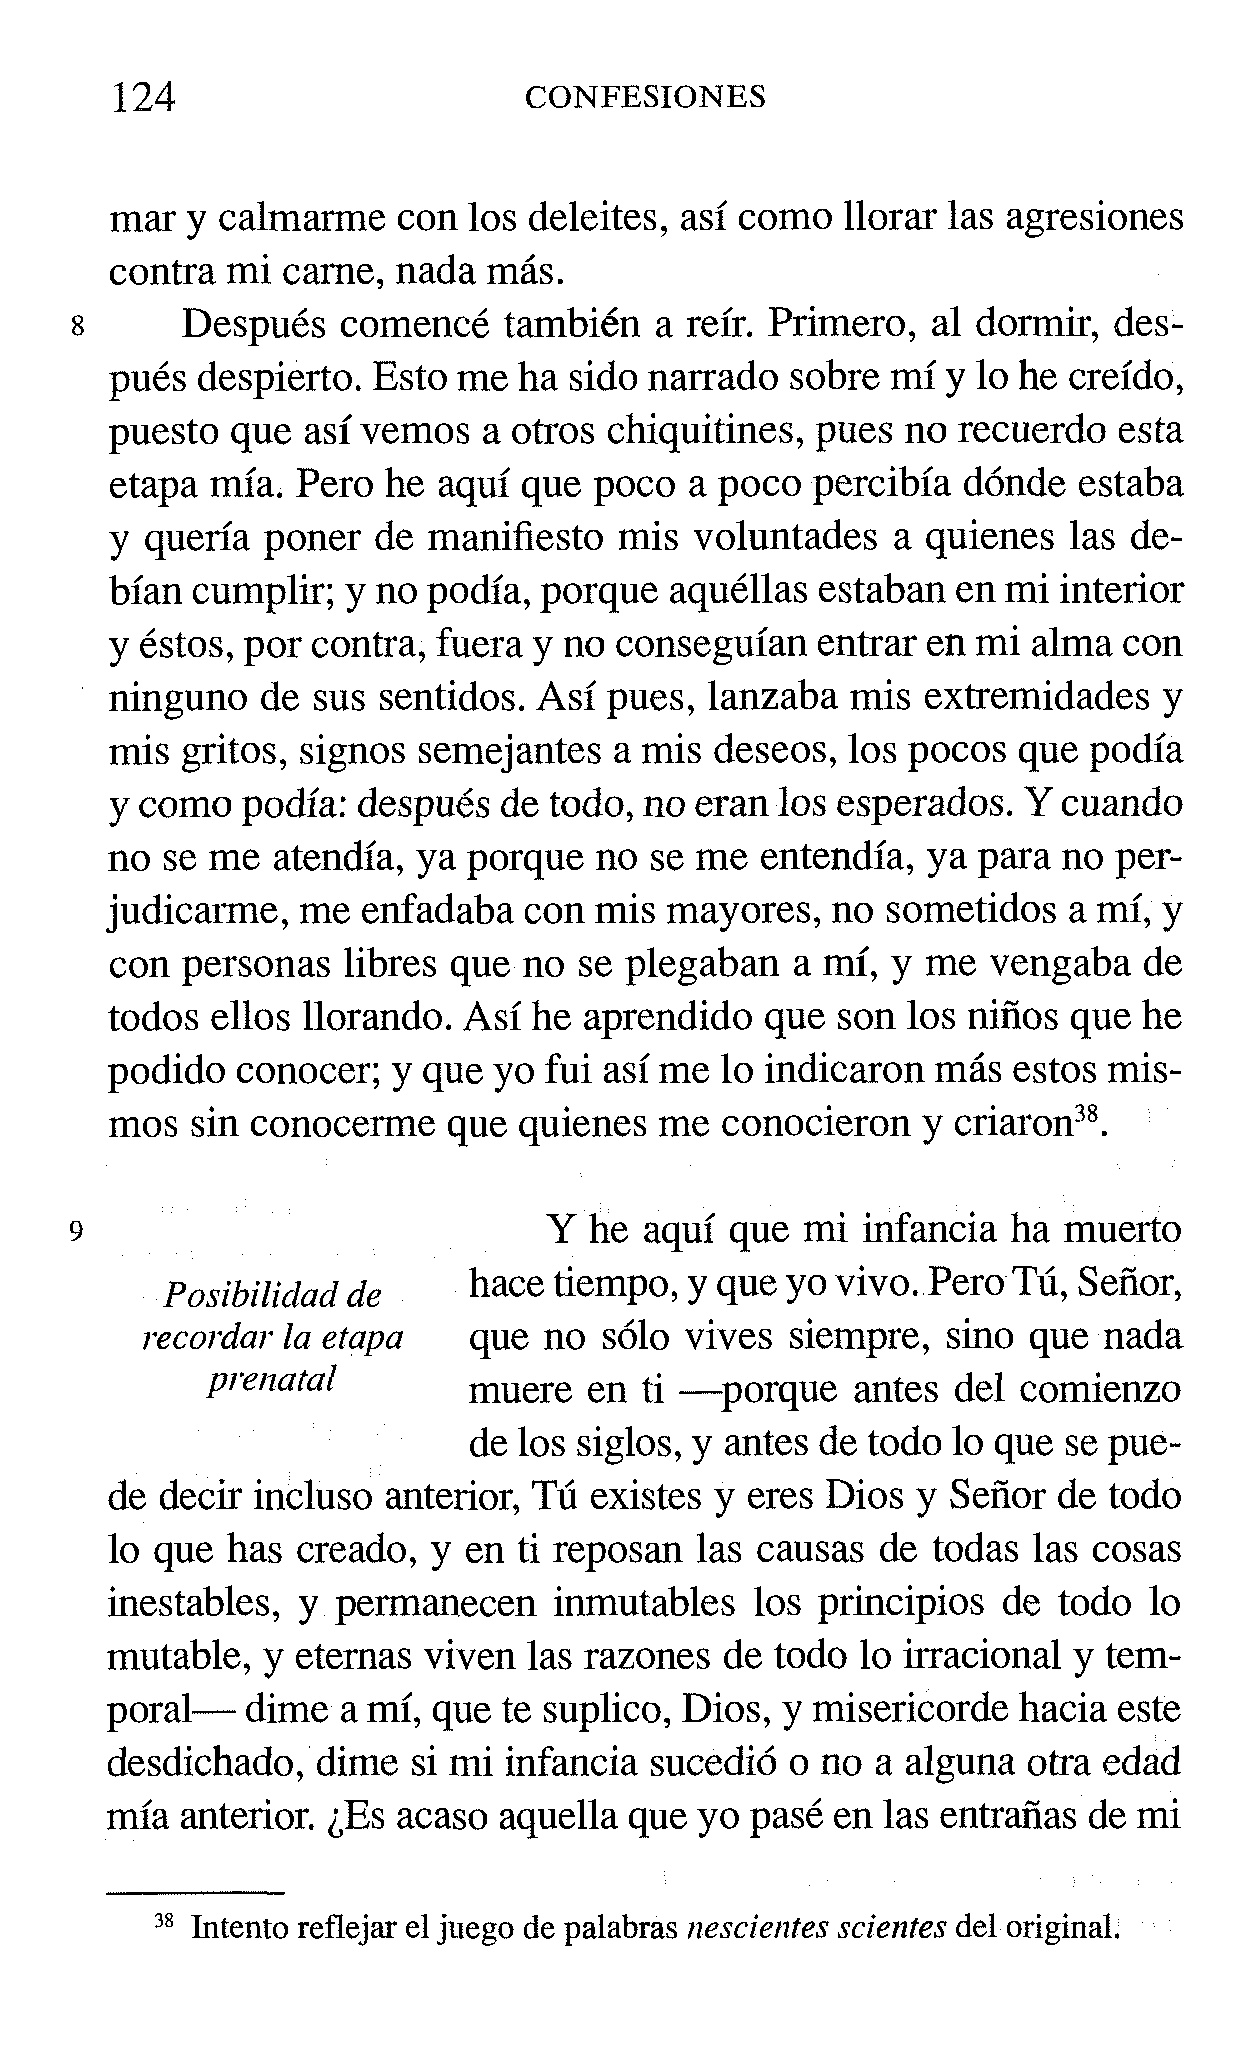 124 CONFESIONES
mar y calmarme con los deleites, así como llorar las agresiones
contra mi carne, nada más.
8 Después comencé también a reír. Primero, al dormir, des-
pués despierto. Esto me ha sido narrado sobre mí y lo he creído,
puesto que así vemos a otros chiquitines, pues no recuerdo esta
etapa mía. Pero he aquí que poco a poco percibía dónde estaba
y quería poner de manifiesto mis voluntades a quienes las de-
bían cumplir; y no podía, porque aquéllas estaban en mi interior
y éstos, por contra, fuera y no conseguían entrar en mi alma con
ninguno de sus sentidos. Así pues, lanzaba mis extremidades y
mis gritos, signos semejantes a mis deseos, los pocos que podía
y como podía: después de todo, no eran los esperados. Y cuando
no se me atendía, ya porque no se me entendía, ya para no per-
judicarme, me enfadaba con mis mayores, no sometidos a mí, y
con personas libres que no se plegaban a mí, y me vengaba de
todos ellos llorando. Así he aprendido que son los niños que he
podido conocer; y que yo fui así me lo indicaron más estos mis-
mos sin conocerme que quienes me conocieron y criaron38.
9 Y he aquí que mi infancia ha muerto
Posibilidad de
recordar la etapa
prenatal
hace tiempo, y que yo vivo. Pero Tú, Señor,
que no sólo vives siempre, sino que nada
muere en ti —porque antes del comienzo
de los siglos, y antes de todo lo que se pue-
de decir incluso anterior, Tú existes y eres Dios y Señor de todo
lo que has creado, y en ti reposan las causas de todas las cosas
inestables, y permanecen inmutables los principios de todo lo
mutable, y eternas viven las razones de todo lo irracional y tem-
poral— dime a mí, que te suplico, Dios, y misericorde hacia este
desdichado, dime si mi infancia sucedió o no a alguna otra edad
mía anterior. ¿Es acaso aquella que yo pasé en las entrañas de mi
38 Intento reflejar el juego de palabras nescientes scientes del original.